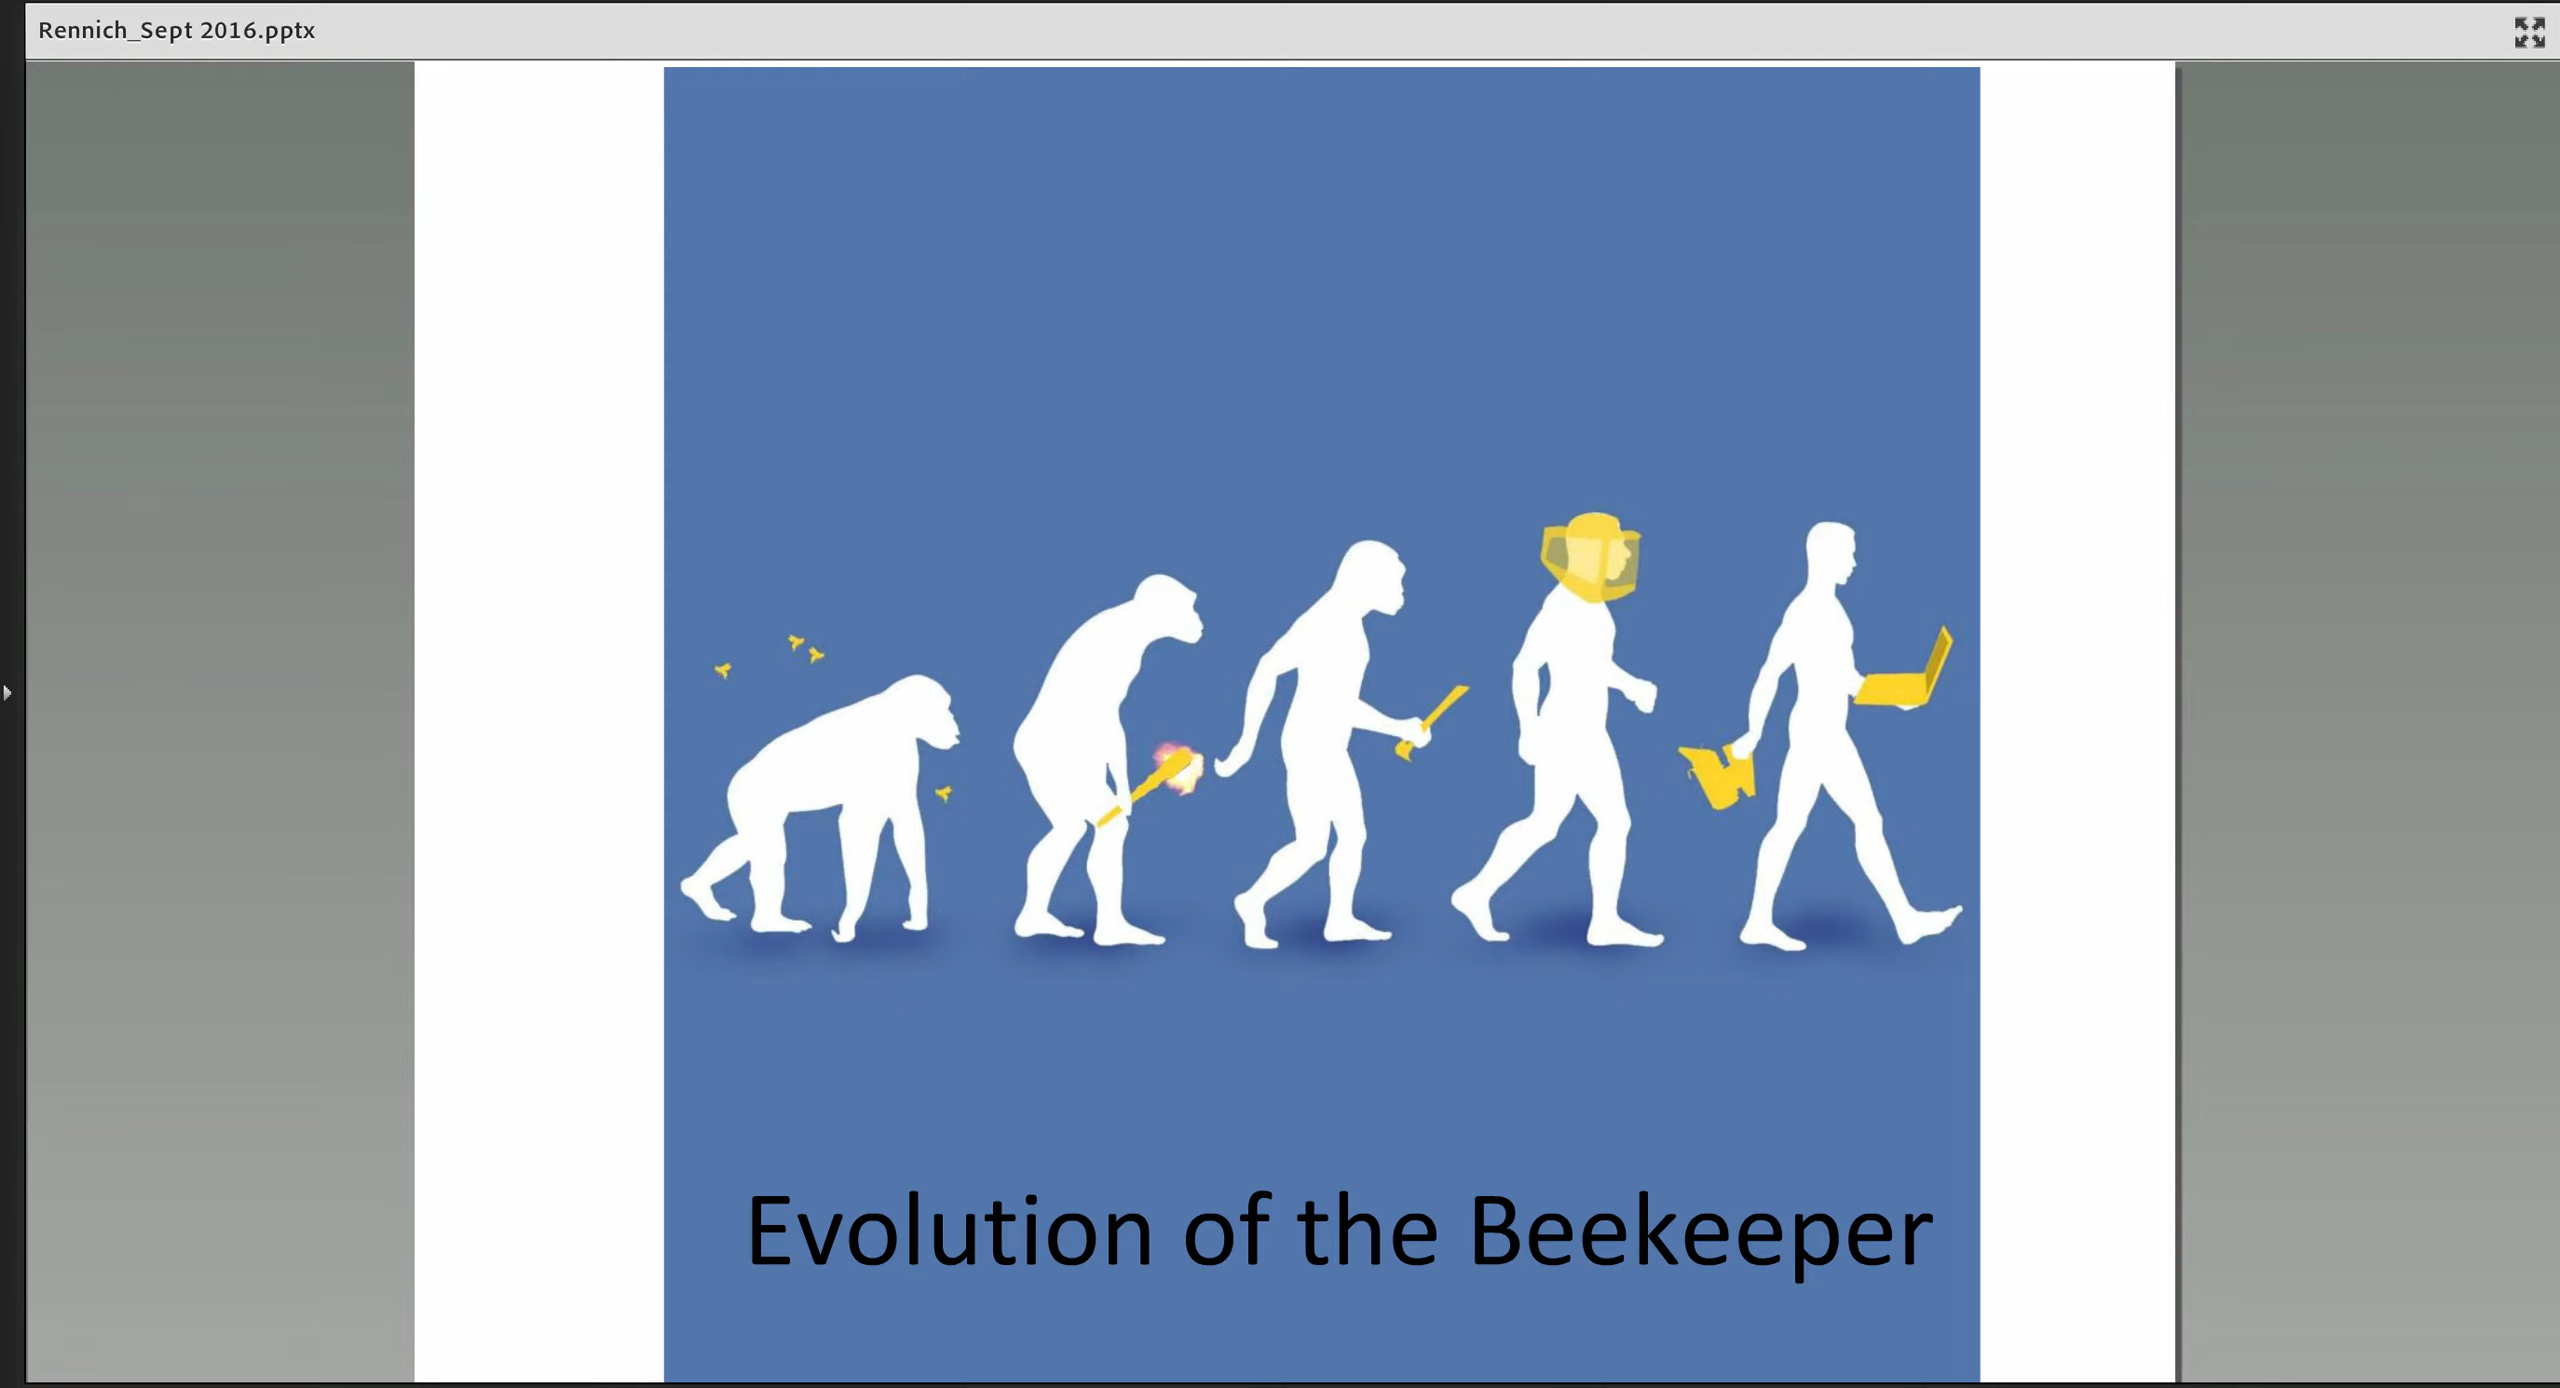 Rennich_Sept 2016.pptx
Evolution of the Beekeeper